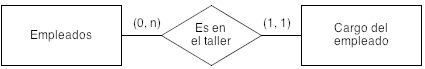 Empleados
(0, n)
Es en
el taller
(1, 1)
Cargo del
empleado